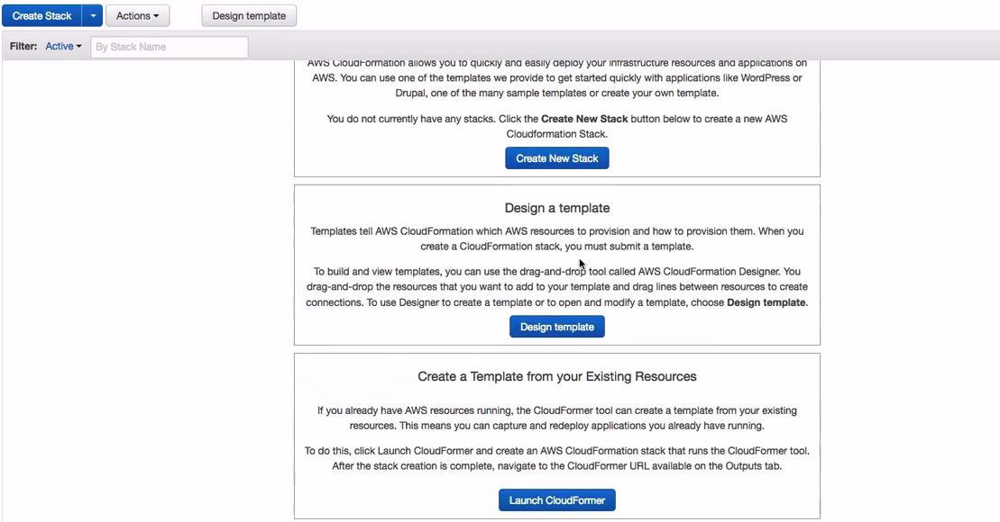 Create Stack
Actions
Design template
Filter: Active
By Stack Name
AWS CloudFormation allows you to quickly and easily deploy your infrastructure resources and applications on
AWS. You can use one of the templates we provide to get started quickly with applications like WordPress or
Drupal, one of the many sample templates or create your own template.
You do not currently have any stacks. Click the Create New Stack button below to create a new AWS
Cloudformation Stack.
Create New Stack
Design a template
Templates tell AWS CloudFormation which AWS resources to provision and how to provision them. When you
create a CloudFormation stack, you must submit a template.
To build and view templates, you can use the drag-and-drop tool called AWS CloudFormation Designer. You
drag-and-drop the resources that you want to add to your template and drag lines between resources to create
connections. To use Designer to create a template or to open and modify a template, choose Design template.
Design template
Create a Template from your Existing Resources
If you already have AWS resources running, the CloudFormer tool can create a template from your existing
resources. This means you can capture and redeploy applications you already have running.
To do this, click Launch CloudFormer and create an AWS CloudFormation stack that runs the CloudFormer tool.
After the stack creation is complete, navigate to the CloudFormer URL available on the Outputs tab.
Launch CloudFormer